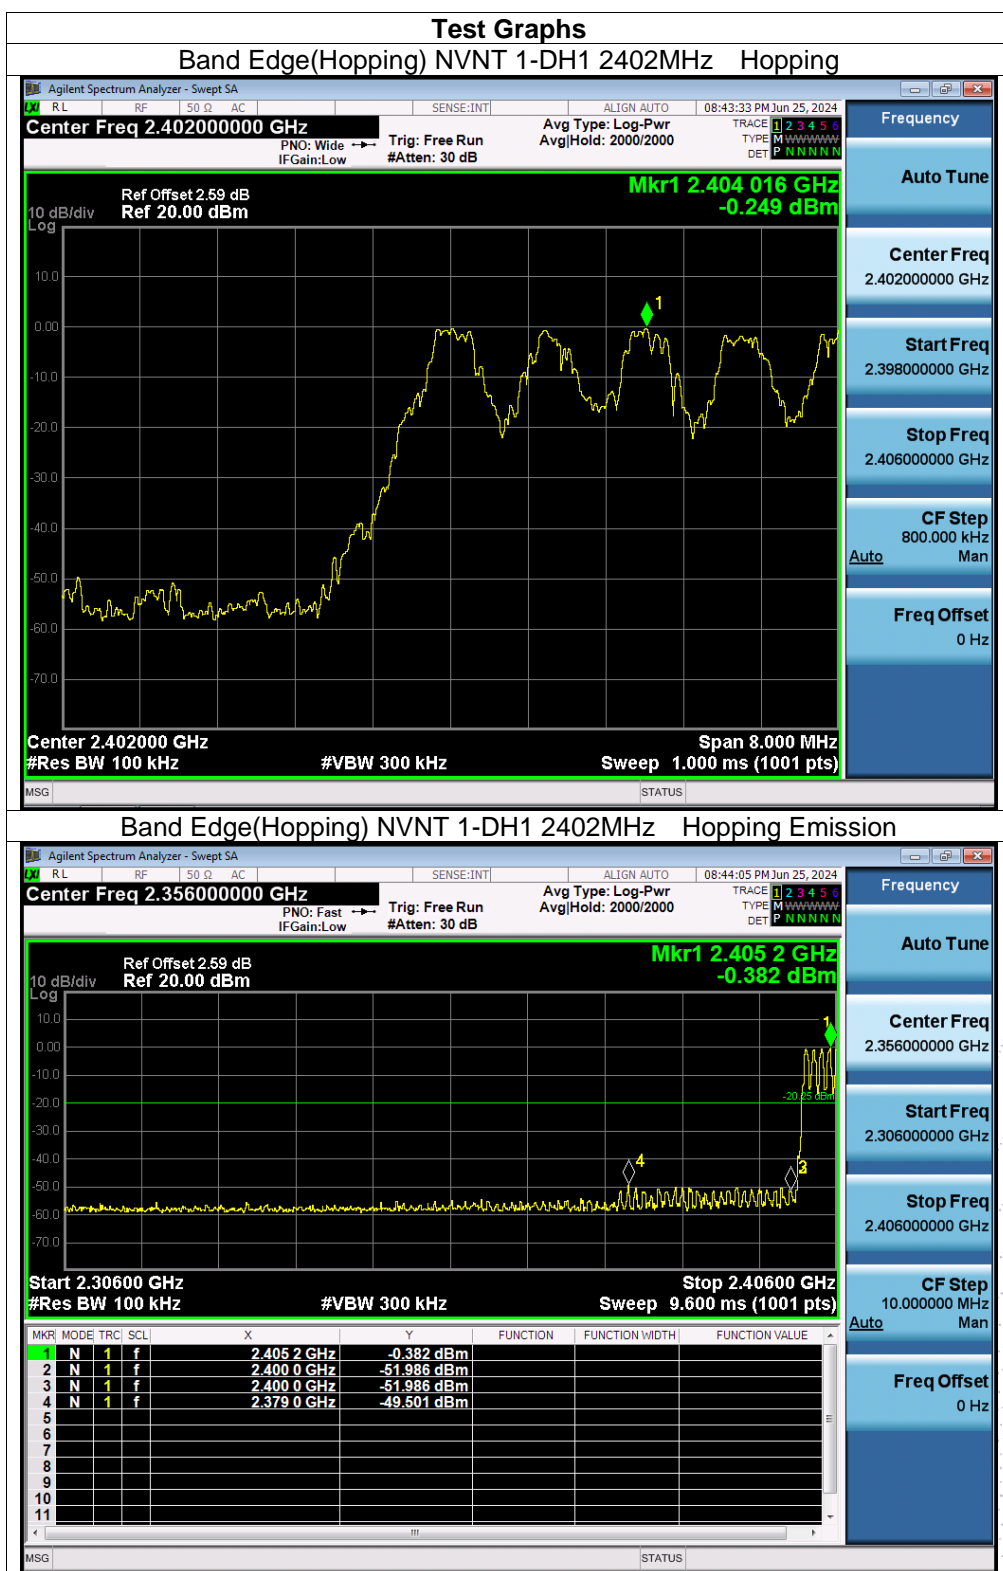 Test Graphs
Band Edge(Hopping) NVNT 1-DH1 2402MHz Hopping
Agilent Spectrum Analyzer - Swept SA
LXI RL RF 50 Ω AC SENSE:INT ALIGN AUTO 08:43:33 PM Jun 25, 2024
Center Freq 2.402000000 GHz
PNO: Wide
IFGain:Low
Trig: Free Run
#Atten: 30 dB
Avg Type: Log-Pwr
Avg|Hold: 2000/2000
TRACE 1 2 3 4 5 6
TYPE M WWWWW
DET P N N N N N
Frequency
Auto Tune
Center Freq
2.402000000 GHz
Start Freq
2.398000000 GHz
Stop Freq
2.406000000 GHz
CF Step
800.000 kHz
Auto Man
Freq Offset
0 Hz
Mkr1 2.404 016 GHz
-0.249 dBm
Ref Offset 2.59 dB
10 dB/div Ref 20.00 dBm
Log
10.0
0.00
-10.0
-20.0
-30.0
-40.0
-50.0
-60.0
-70.0
1
Center 2.402000 GHz Span 8.000 MHz
#Res BW 100 kHz #VBW 300 kHz Sweep 1.000 ms (1001 pts)
MSG STATUS
Band Edge(Hopping) NVNT 1-DH1 2402MHz Hopping Emission
Agilent Spectrum Analyzer - Swept SA
LXI RL RF 50 Ω AC SENSE:INT ALIGN AUTO 08:44:05 PM Jun 25, 2024
Center Freq 2.356000000 GHz
PNO: Fast
IFGain:Low
Trig: Free Run
#Atten: 30 dB
Avg Type: Log-Pwr
Avg|Hold: 2000/2000
TRACE 1 2 3 4 5 6
TYPE M WWWWW
DET P N N N N N
Frequency
Auto Tune
Center Freq
2.356000000 GHz
Start Freq
2.306000000 GHz
Stop Freq
2.406000000 GHz
CF Step
10.000000 MHz
Auto Man
Freq Offset
0 Hz
Mkr1 2.405 2 GHz
-0.382 dBm
Ref Offset 2.59 dB
10 dB/div Ref 20.00 dBm
Log
10.0
0.00
-10.0
-20.0
-30.0
-40.0
-50.0
-60.0
-70.0
1
-20.25 dBm
4
3
Start 2.30600 GHz Stop 2.40600 GHz
#Res BW 100 kHz #VBW 300 kHz Sweep 9.600 ms (1001 pts)
MKR MODE TRC SCL X Y FUNCTION FUNCTION WIDTH FUNCTION VALUE
1 N 1 f 2.405 2 GHz -0.382 dBm
2 N 1 f 2.400 0 GHz -51.986 dBm
3 N 1 f 2.400 0 GHz -51.986 dBm
4 N 1 f 2.379 0 GHz -49.501 dBm
5
6
7
8
9
10
11
MSG STATUS